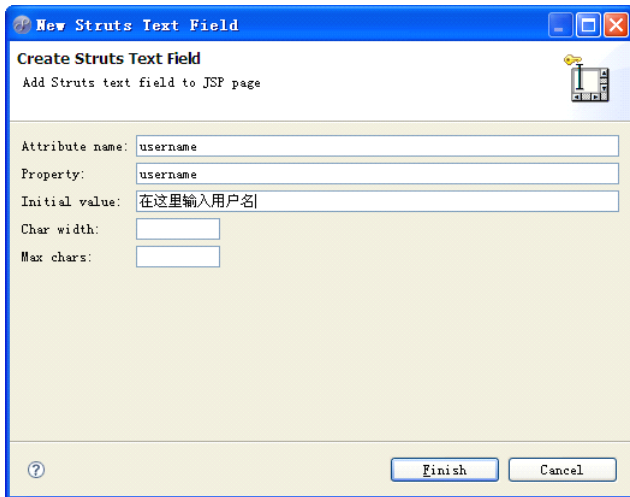 New Struts Text Field
Create Struts Text Field
Add Struts text field to JSP page
Attribute name: username
Property: username
Initial value: 在这里输入用户名
Char width:
Max chars:
Finish Cancel